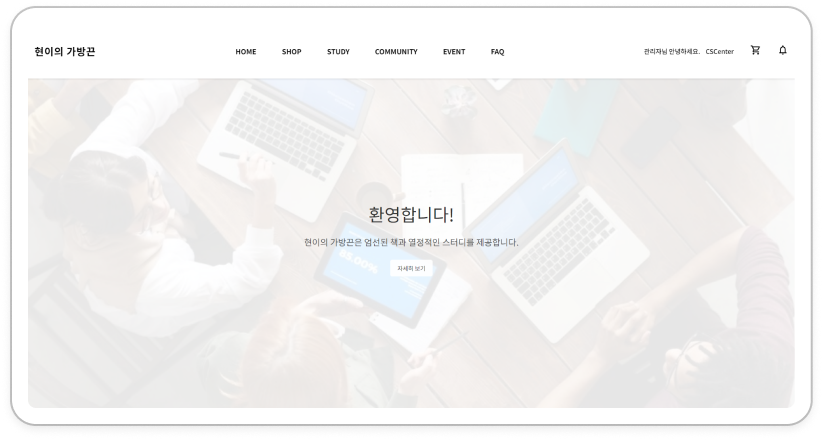 현이의 가방끈
HOME SHOP STUDY COMMUNITY EVENT FAQ
관리자님 안녕하세요. CSCenter
환영합니다!
현이의 가방끈은 엄선된 책과 열정적인 스터디를 제공합니다.
자세히 보기
65.00%